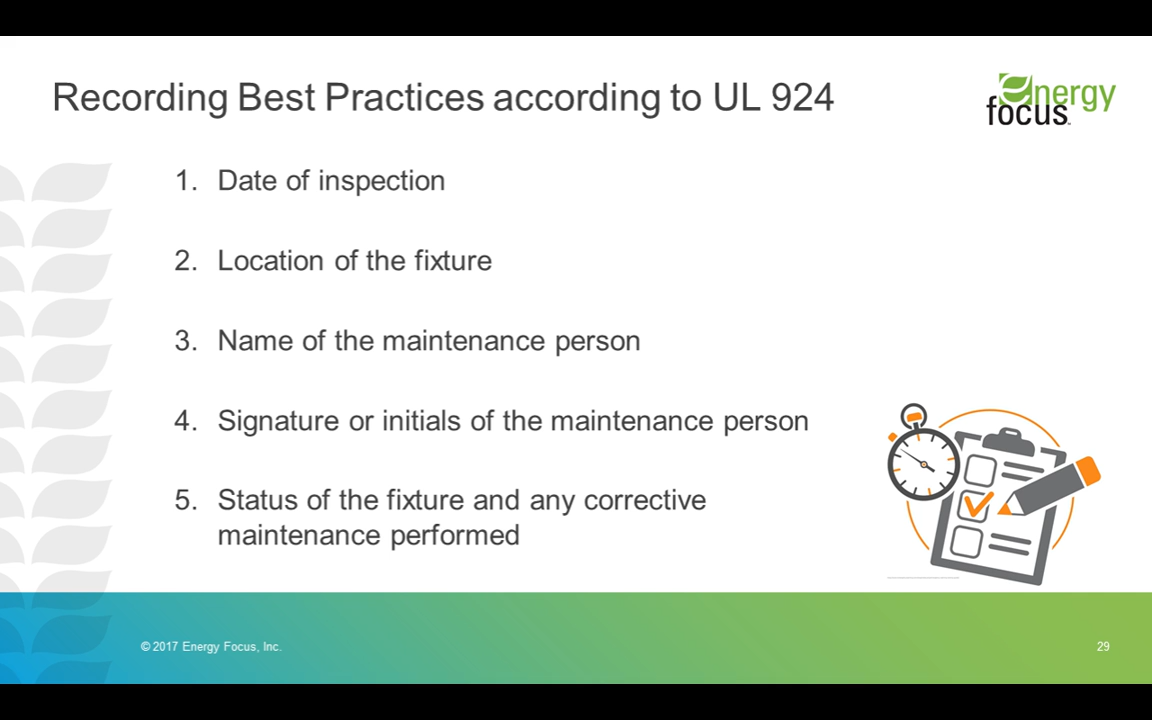 Recording Best Practices according to UL 924
energy
focus™
1. Date of inspection
2. Location of the fixture
3. Name of the maintenance person
4. Signature or initials of the maintenance person
5. Status of the fixture and any corrective
maintenance performed
© 2017 Energy Focus, Inc.
29